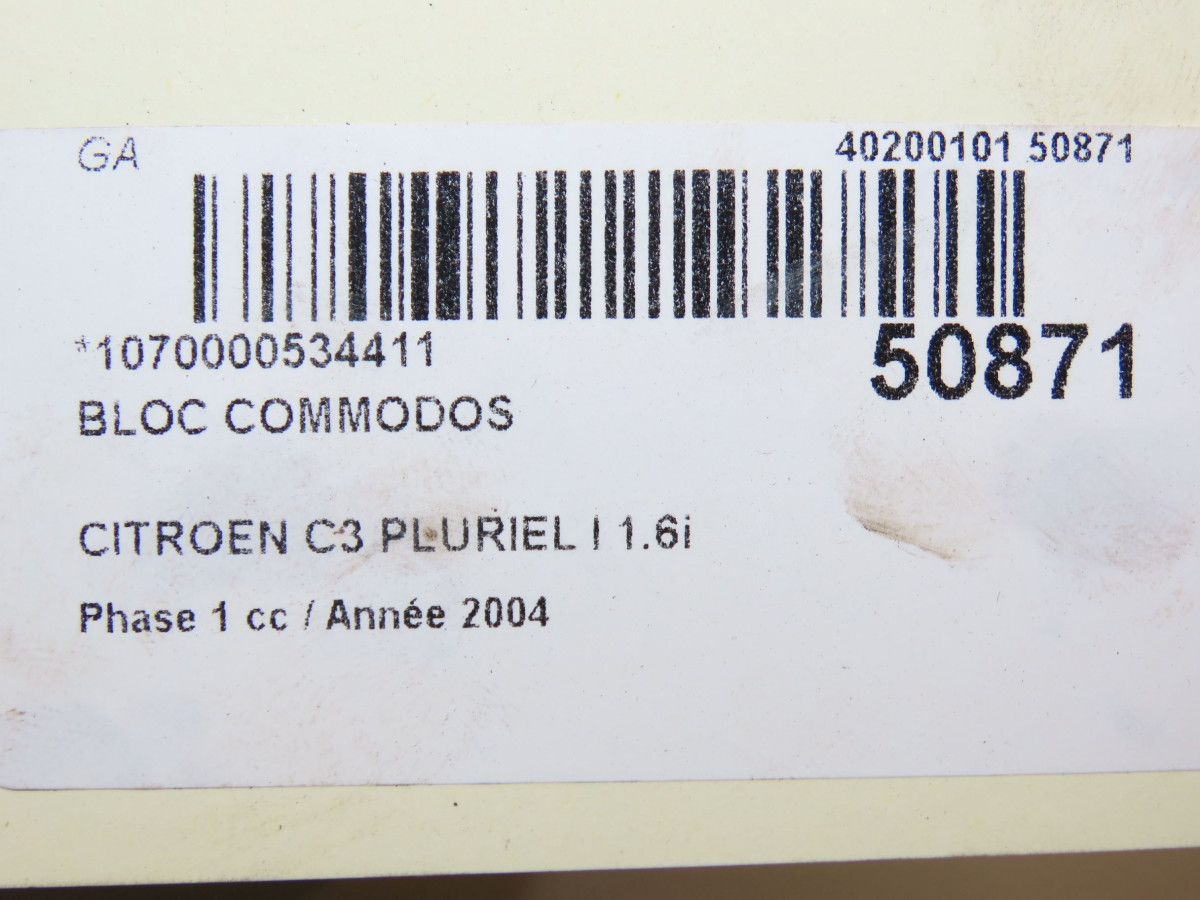 GA
40200101 50871
*1070000534411
50871
BLOC COMMODOS
CITROEN C3 PLURIEL I 1.6i
Phase 1 cc / Année 2004